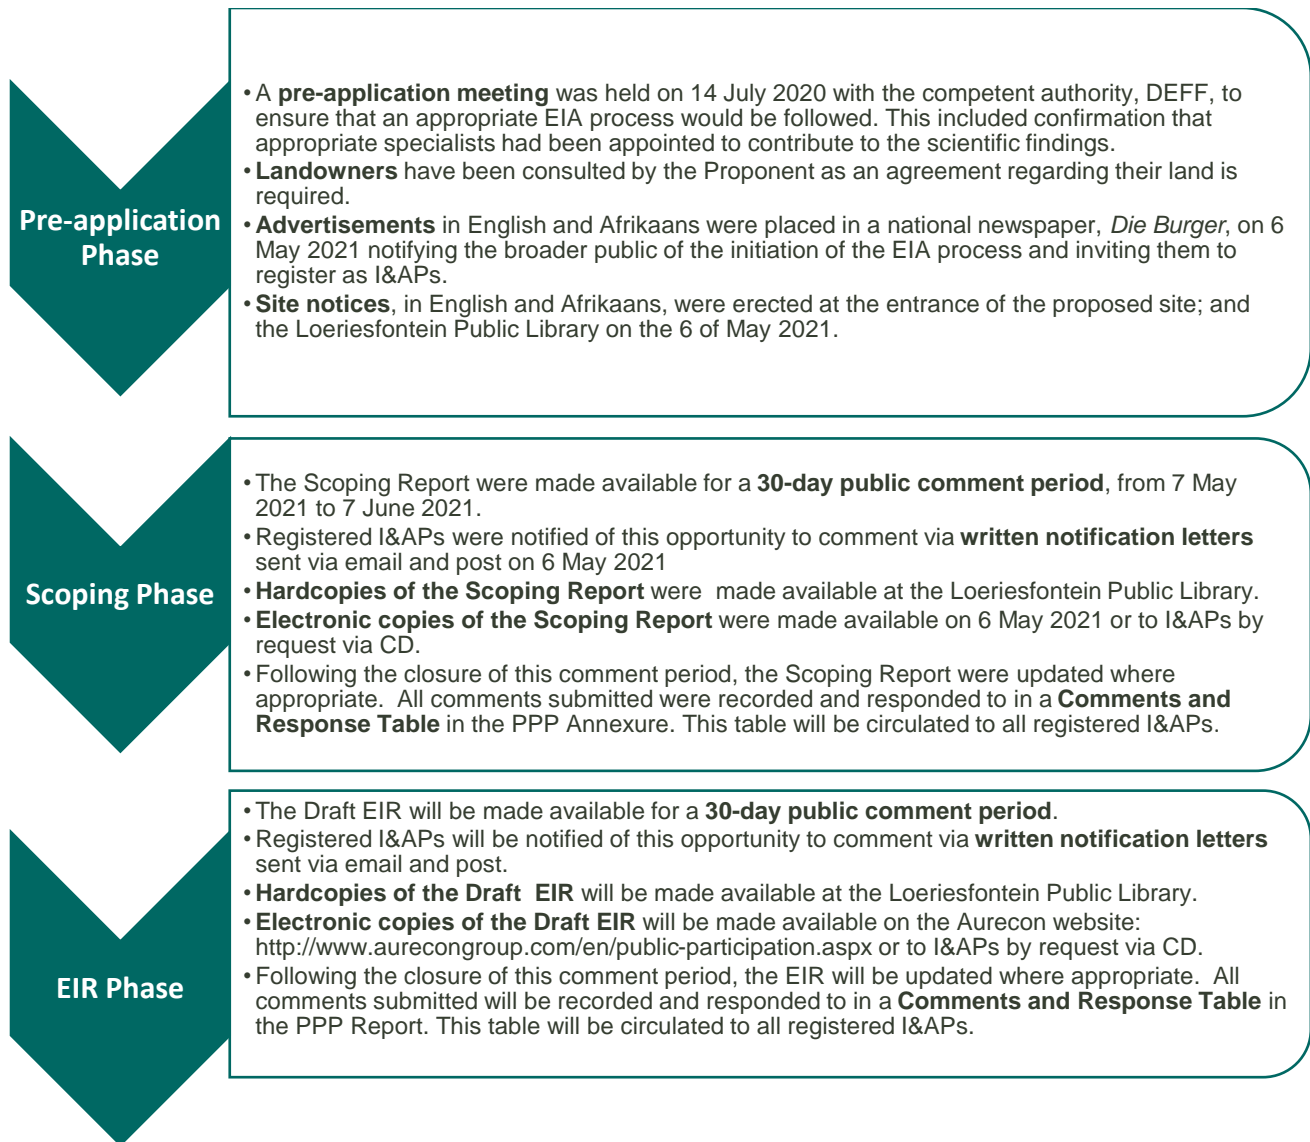 Pre-application
Phase
• A pre-application meeting was held on 14 July 2020 with the competent authority, DEFF, to
ensure that an appropriate EIA process would be followed. This included confirmation that
appropriate specialists had been appointed to contribute to the scientific findings.
• Landowners have been consulted by the Proponent as an agreement regarding their land is
required.
• Advertisements in English and Afrikaans were placed in a national newspaper, Die Burger, on 6
May 2021 notifying the broader public of the initiation of the EIA process and inviting them to
register as I&APs.
• Site notices, in English and Afrikaans, were erected at the entrance of the proposed site; and
the Loeriesfontein Public Library on the 6 of May 2021.
Scoping Phase
• The Scoping Report were made available for a 30-day public comment period, from 7 May
2021 to 7 June 2021.
• Registered I&APs were notified of this opportunity to comment via written notification letters
sent via email and post on 6 May 2021
• Hardcopies of the Scoping Report were made available at the Loeriesfontein Public Library.
• Electronic copies of the Scoping Report were made available on 6 May 2021 or to I&APs by
request via CD.
• Following the closure of this comment period, the Scoping Report were updated where
appropriate. All comments submitted were recorded and responded to in a Comments and
Response Table in the PPP Annexure. This table will be circulated to all registered I&APs.
EIR Phase
• The Draft EIR will be made available for a 30-day public comment period.
• Registered I&APs will be notified of this opportunity to comment via written notification letters
sent via email and post.
• Hardcopies of the Draft EIR will be made available at the Loeriesfontein Public Library.
• Electronic copies of the Draft EIR will be made available on the Aurecon website:
http://www.aurecongroup.com/en/public-participation.aspx or to I&APs by request via CD.
• Following the closure of this comment period, the EIR will be updated where appropriate. All
comments submitted will be recorded and responded to in a Comments and Response Table in
the PPP Report. This table will be circulated to all registered I&APs.